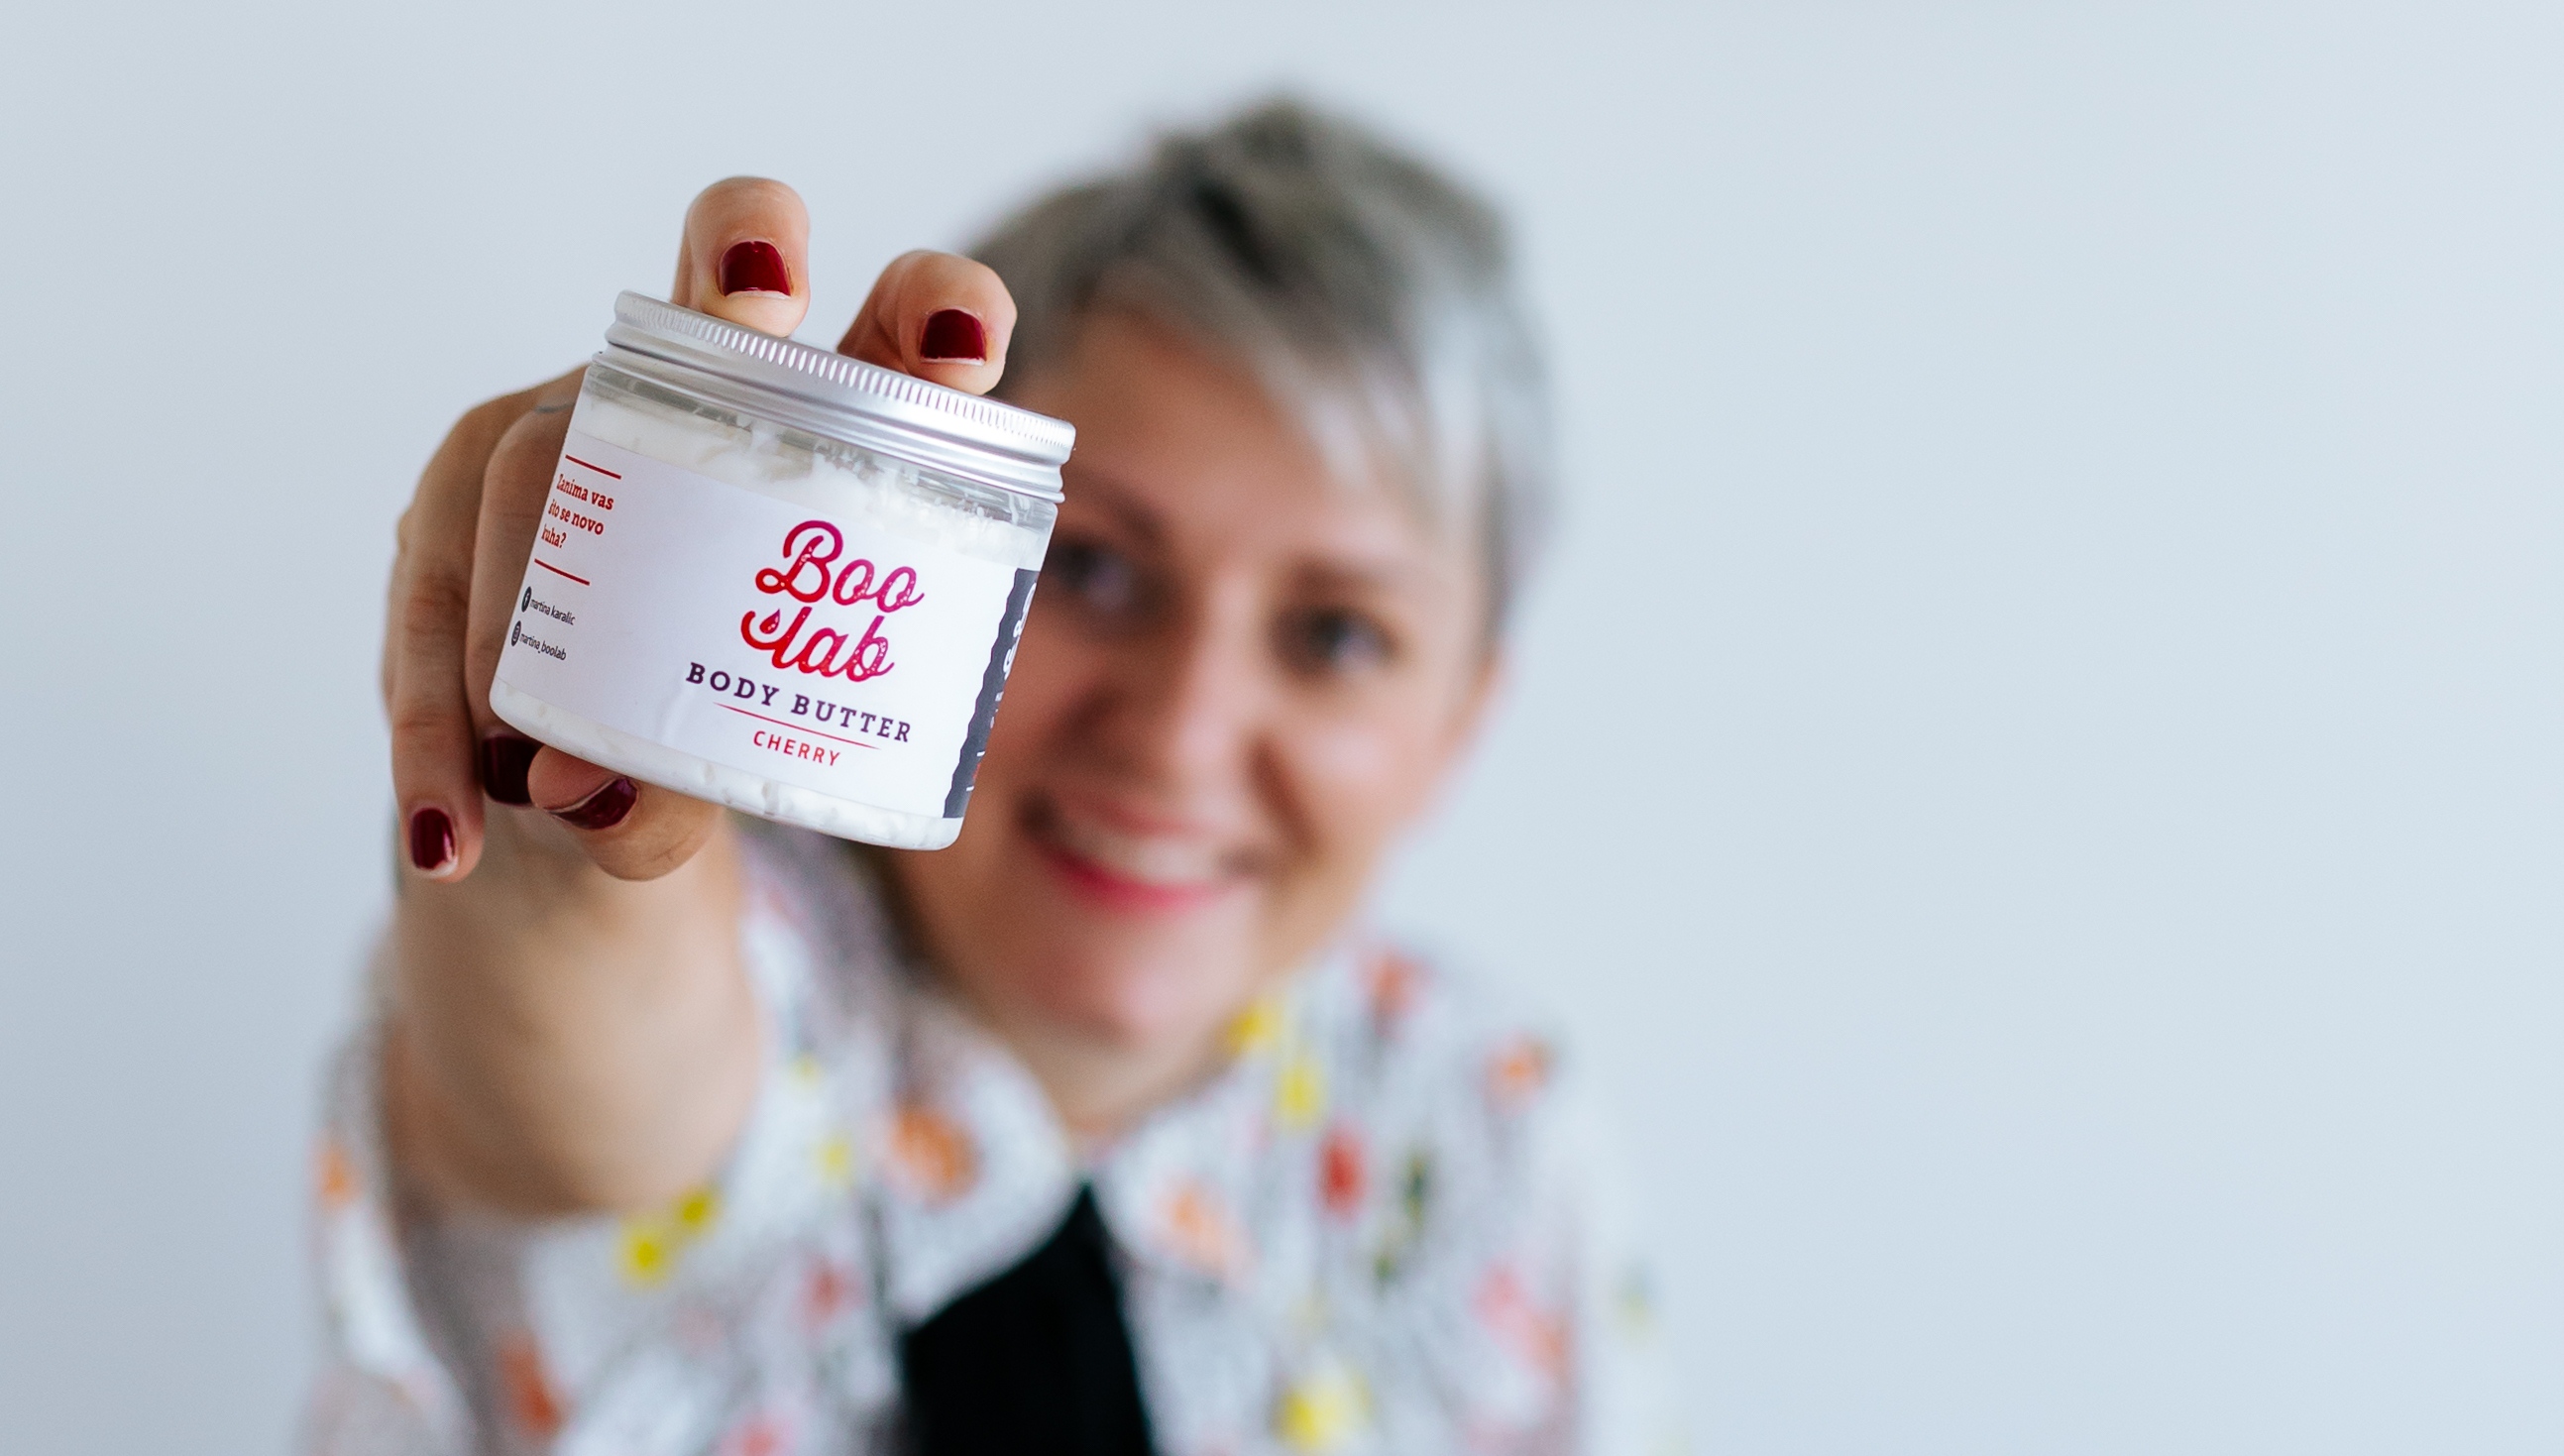 Zanima vas
što se novo
kuha?
martina karalic
martina_boolab
Boo
lab
BODY BUTTER
CHERRY